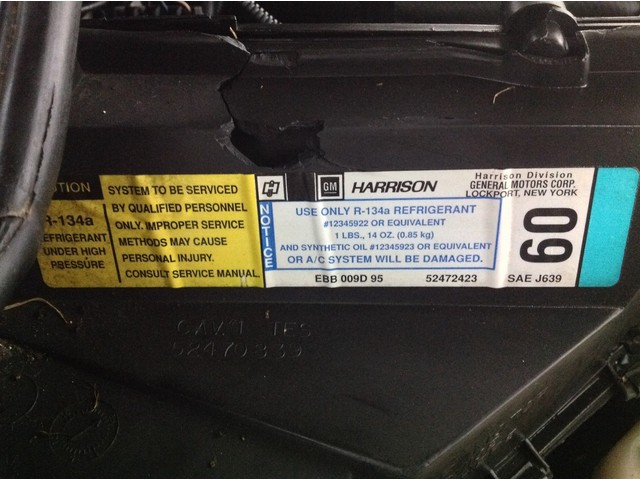 TION
R-134a
EFRIGERANT
UNDER HIGH
PRESSURE
SYSTEM TO BE SERVICED
BY QUALIFIED PERSONNEL
ONLY. IMPROPER SERVICE
METHODS MAY CAUSE
PERSONAL INJURY.
CONSULT SERVICE MANUAL.
NOTICE
GM HARRISON
Harrison Division
GENERAL MOTORS CORP.
LOCKPORT, NEW YORK
USE ONLY R-134a REFRIGERANT
#12345922 OR EQUIVALENT
1 LBS., 14 OZ. (0.85 kg)
AND SYNTHETIC OIL #12345923 OR EQUIVALENT
OR A/C SYSTEM WILL BE DAMAGED.
EBB 009D 95 52472423 SAE J639
60